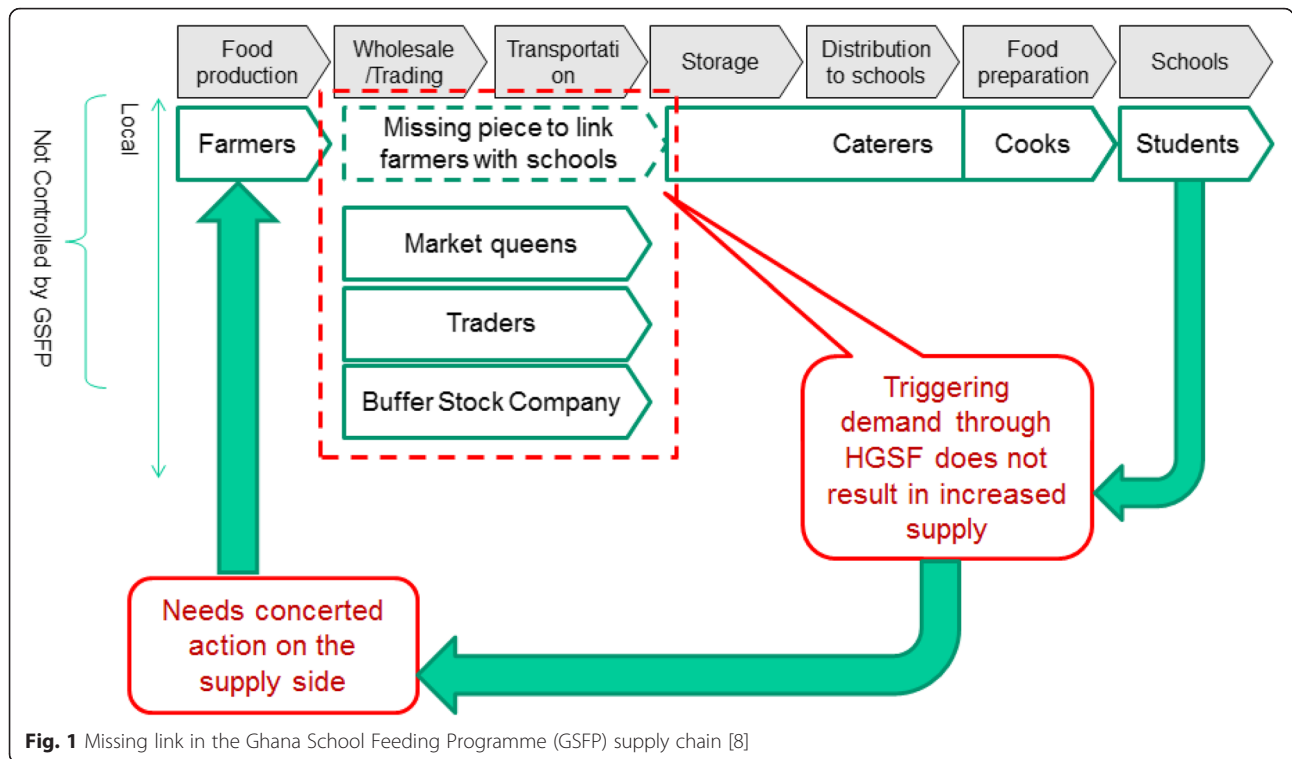 Food
production
Wholesale
/Trading
Transportati
on
Storage
Distribution
to schools
Food
preparation
Schools
Not Controlled by GSFP
Local
Farmers
Missing piece to link
farmers with schools
Caterers
Cooks
Students
Market queens
Traders
Buffer Stock Company
Triggering
demand through
HGSF does not
result in increased
supply
Needs concerted
action on the
supply side
Fig. 1 Missing link in the Ghana School Feeding Programme (GSFP) supply chain [8]